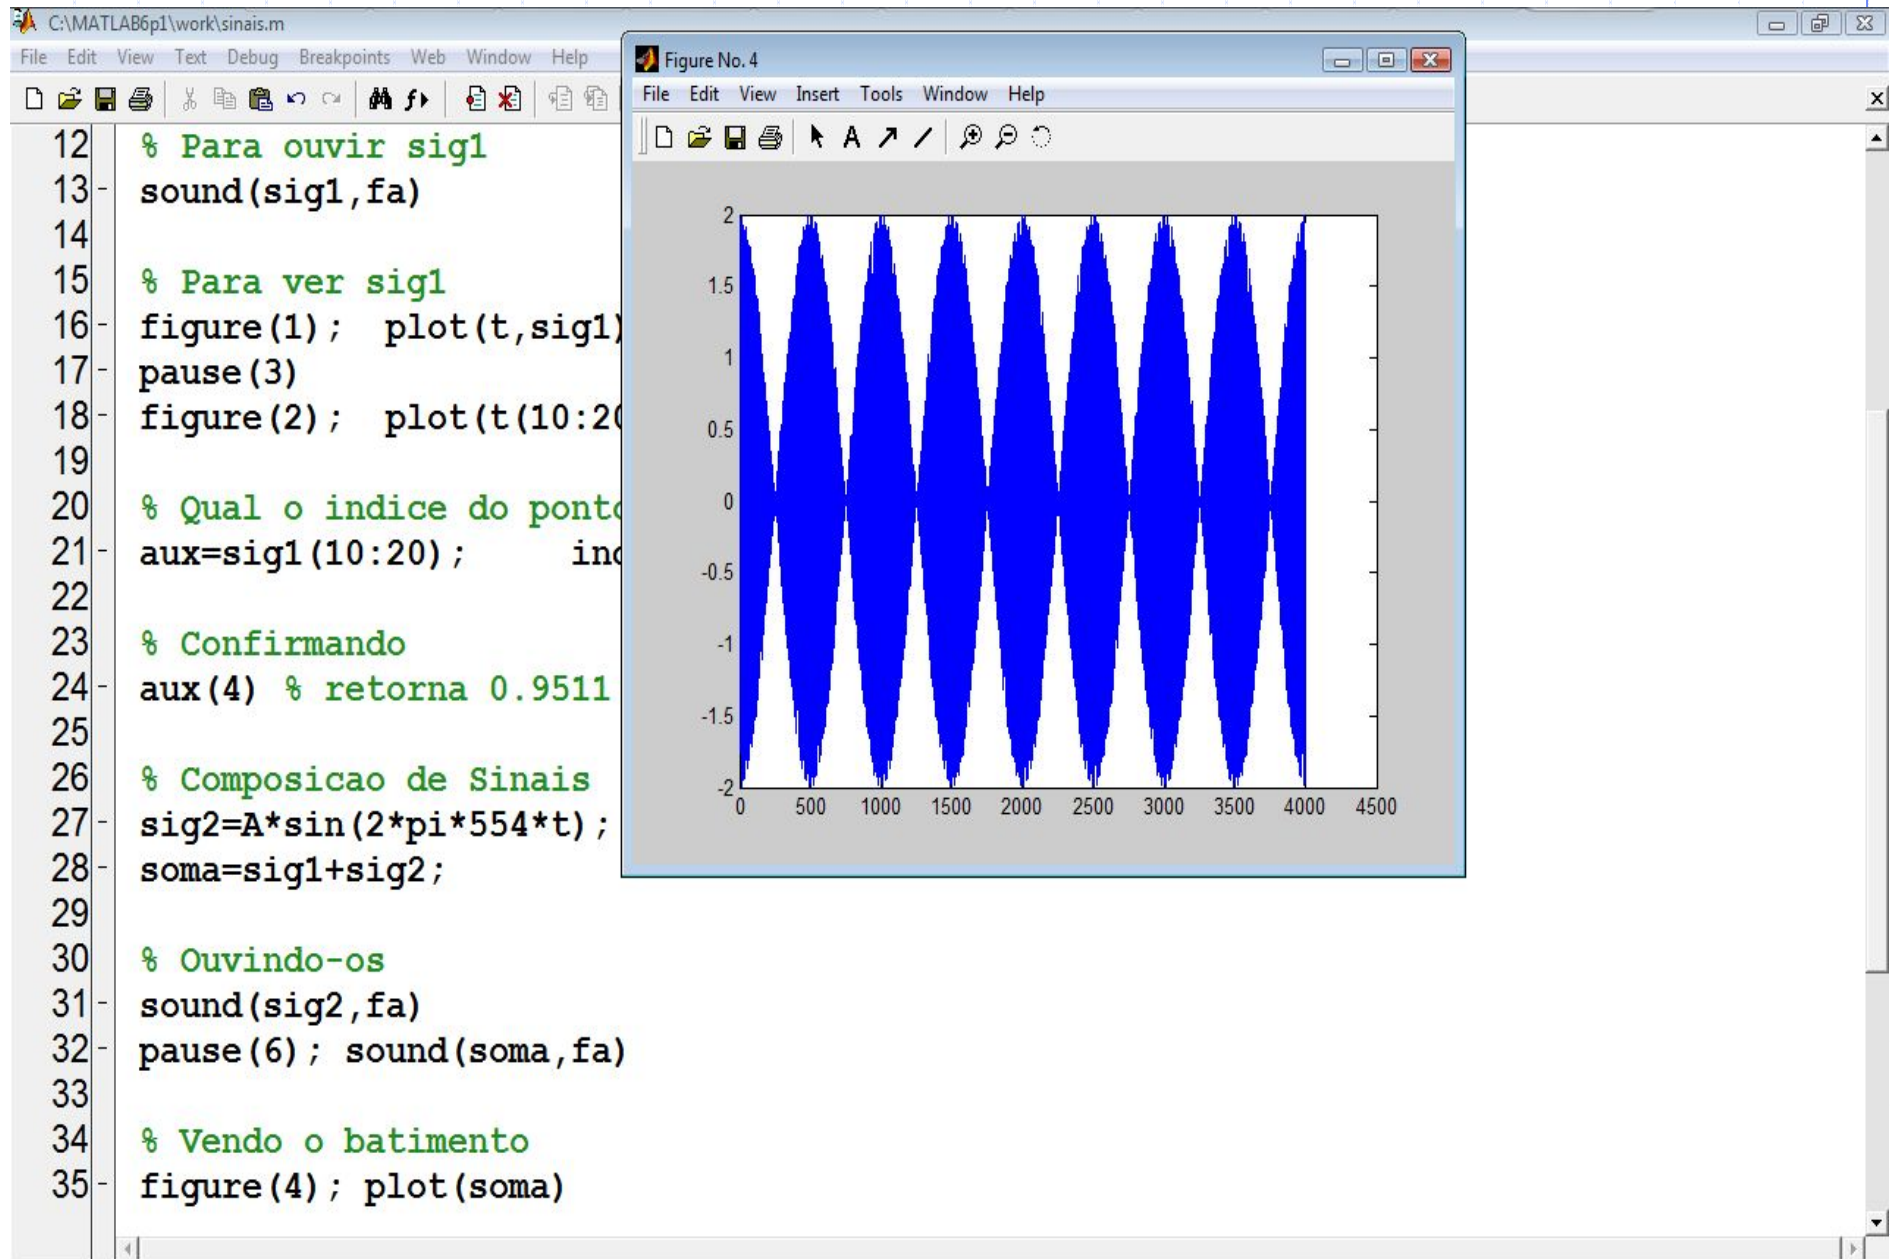 C:\MATLAB6p1\work\sinais.m
File Edit View Text Debug Breakpoints Web Window Help
12 % Para ouvir sig1
13 - sound(sig1,fa)
14
15 % Para ver sig1
16 - figure(1); plot(t,sig1)
17 - pause(3)
18 - figure(2); plot(t(10:20
19
20 % Qual o indice do ponto
21 - aux=sig1(10:20); ind
22
23 % Confirmando
24 - aux(4) % retorna 0.9511
25
26 % Composicao de Sinais
27 - sig2=A*sin(2*pi*554*t);
28 - soma=sig1+sig2;
29
30 % Ouvindo-os
31 - sound(sig2,fa)
32 - pause(6); sound(soma,fa)
33
34 % Vendo o batimento
35 - figure(4); plot(soma)
Figure No. 4
File Edit View Insert Tools Window Help
A
2
1.5
1
0.5
0
-0.5
-1
-1.5
-2
0 500 1000 1500 2000 2500 3000 3500 4000 4500